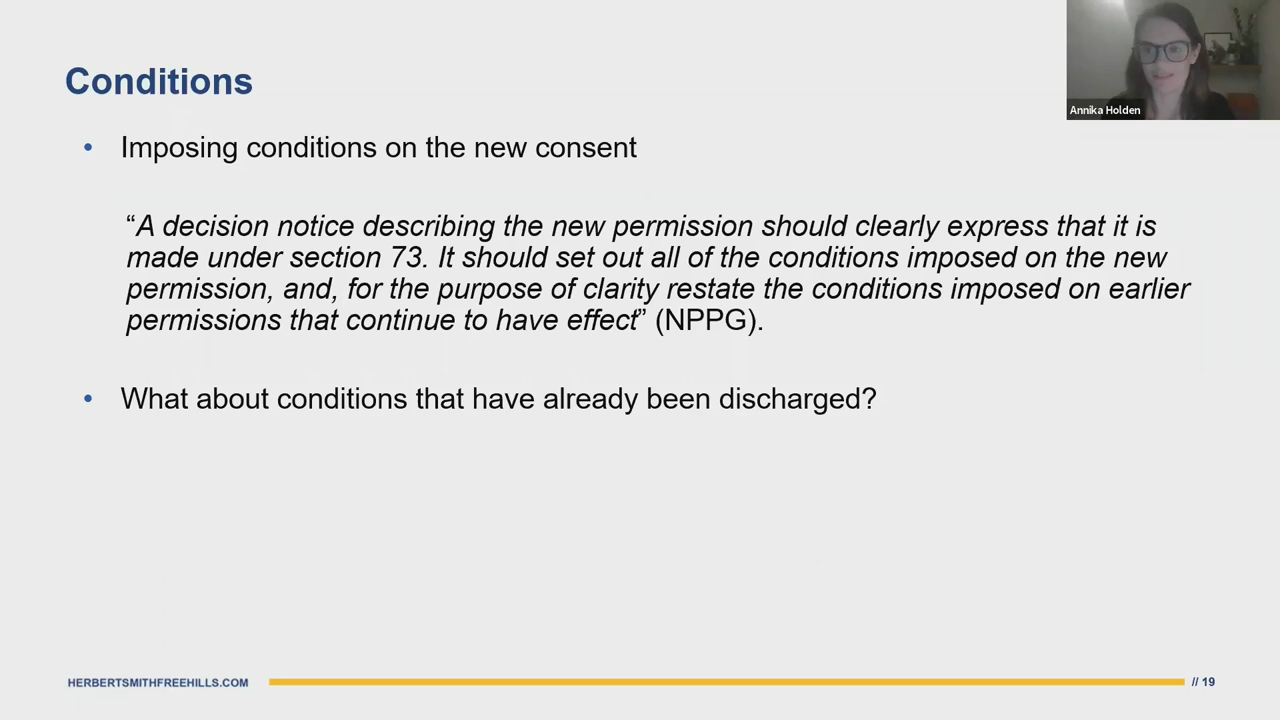 Conditions
Annika Holden
• Imposing conditions on the new consent
“A decision notice describing the new permission should clearly express that it is
made under section 73. It should set out all of the conditions imposed on the new
permission, and, for the purpose of clarity restate the conditions imposed on earlier
permissions that continue to have effect” (NPPG).
• What about conditions that have already been discharged?
HERBERTSMITHFREEHILLS.COM
// 19